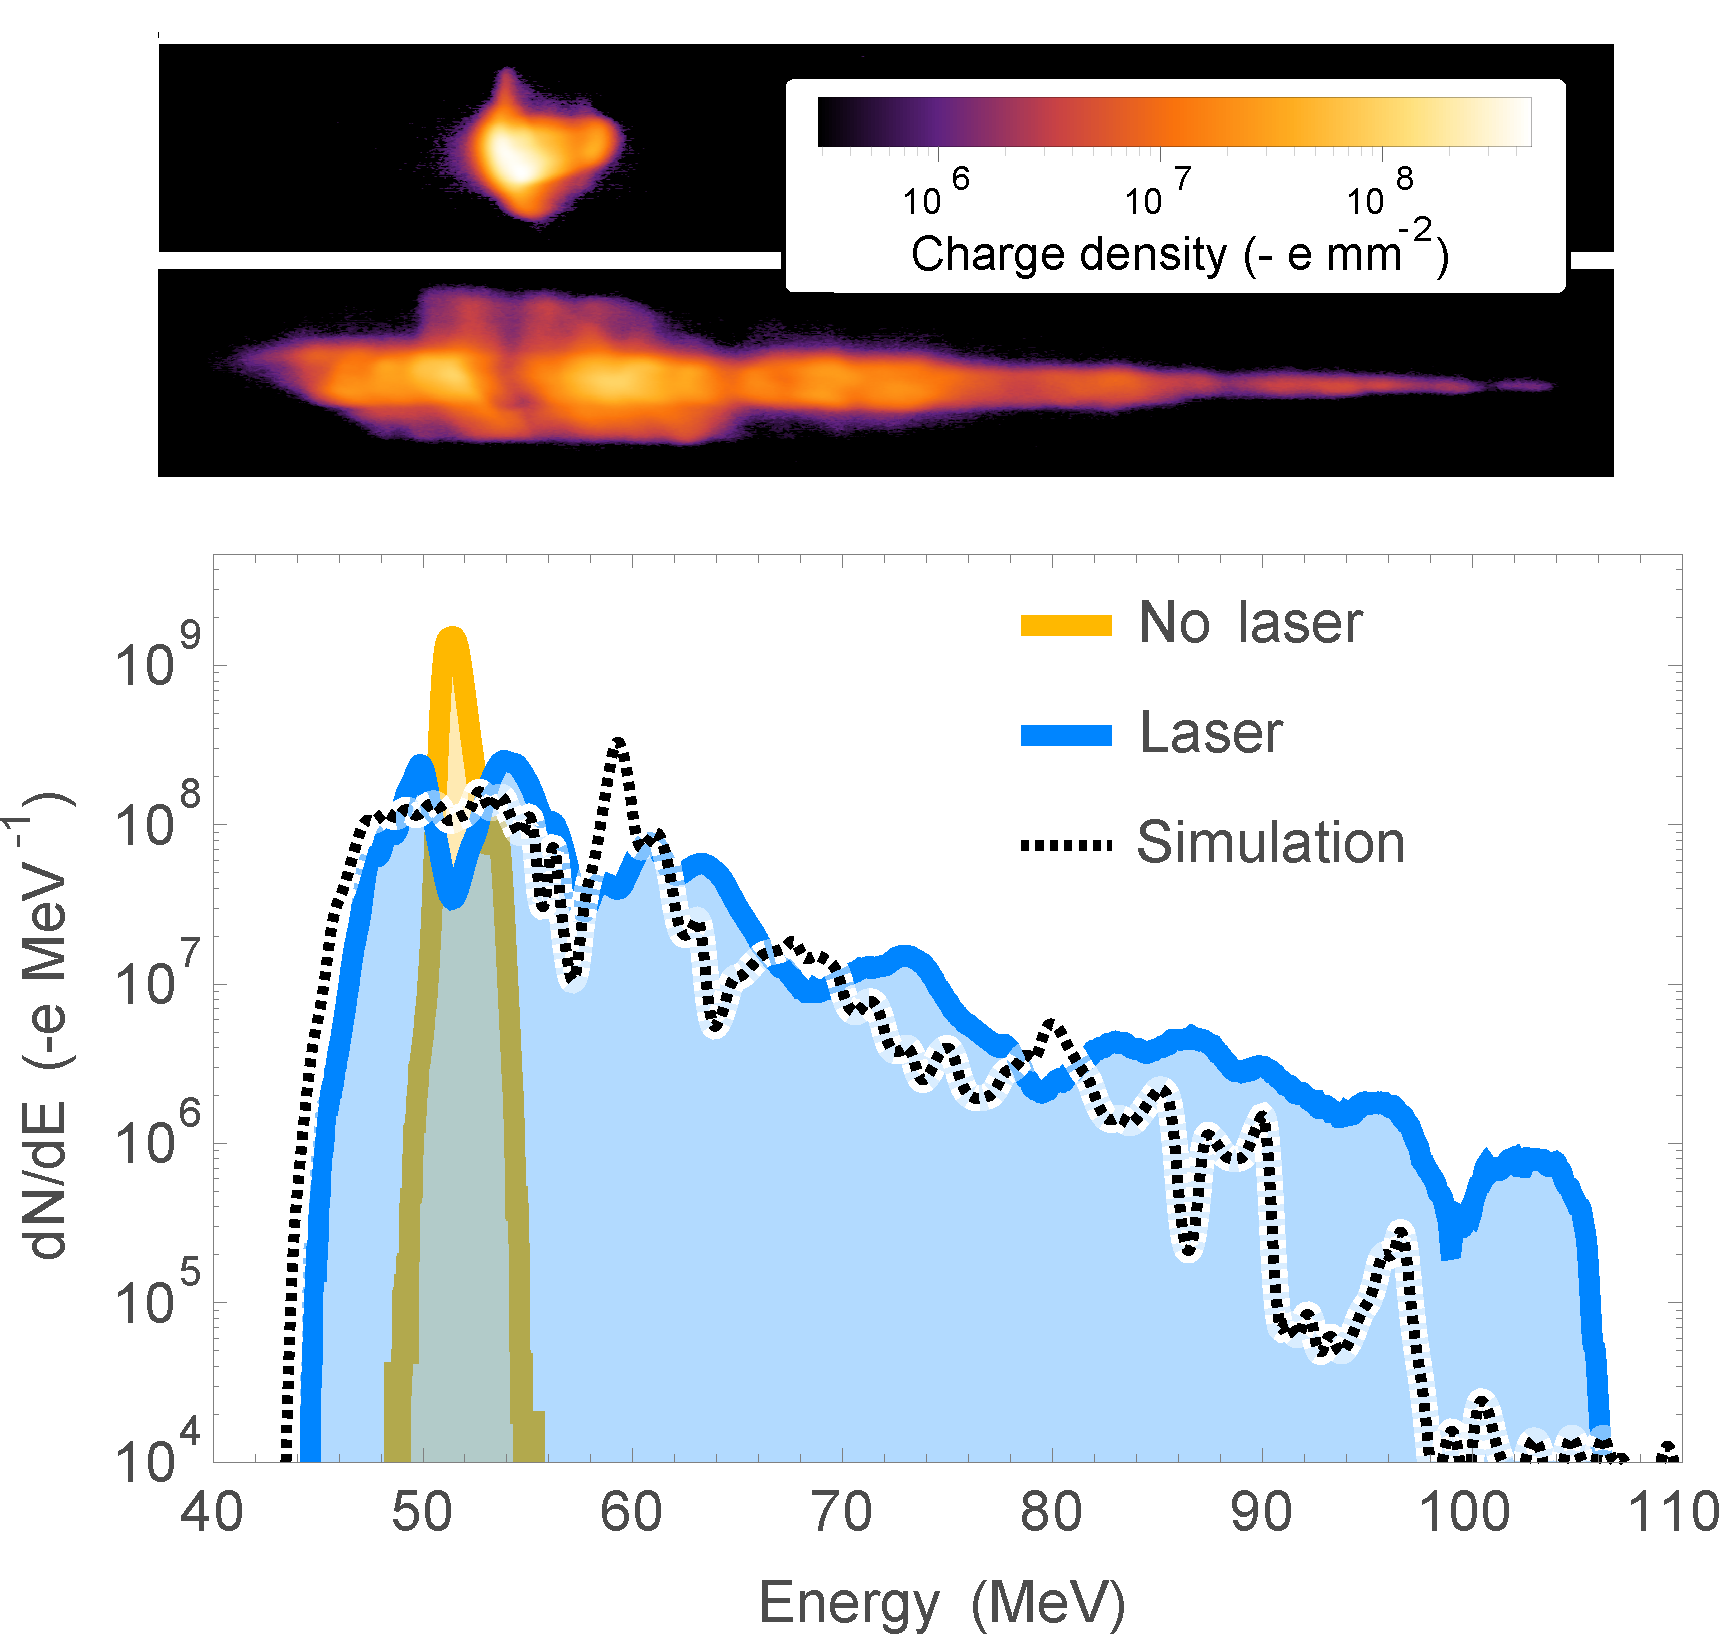 10^6 10^7 10^8
Charge density (- e mm^-2)
No laser
Laser
Simulation
dN/dE (-e MeV^-1)
10^9
10^8
10^7
10^6
10^5
10^4
40 50 60 70 80 90 100 110
Energy (MeV)